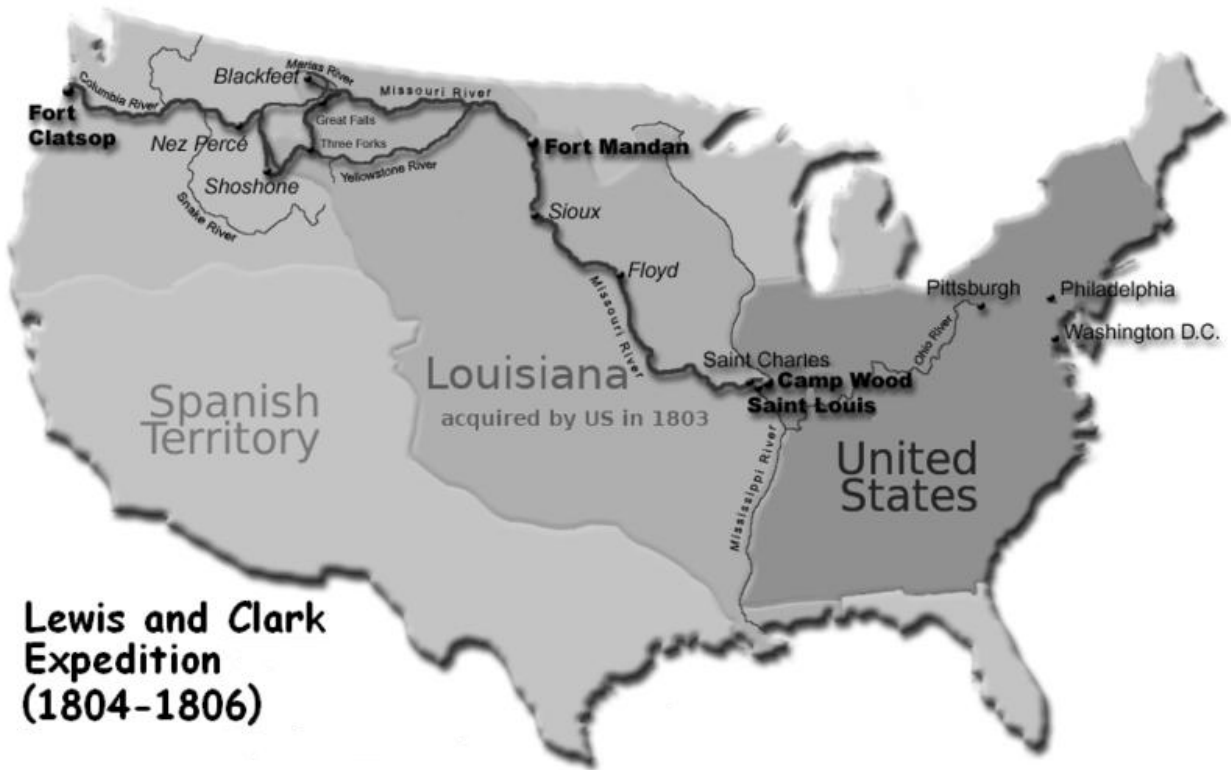 Blackfeet
Marias River
Missouri River
Columbia River
Fort
Clatsop
Great Falls
Nez Percé
Three Forks
Fort Mandan
Yellowstone River
Shoshone
Snake River
Sioux
Floyd
Missouri River
Pittsburgh
Philadelphia
Ohio River
Washington D.C.
Saint Charles
Louisiana
Camp Wood
Saint Louis
acquired by US in 1803
Spanish
Territory
Mississippi River
United
States
Lewis and Clark
Expedition
(1804-1806)